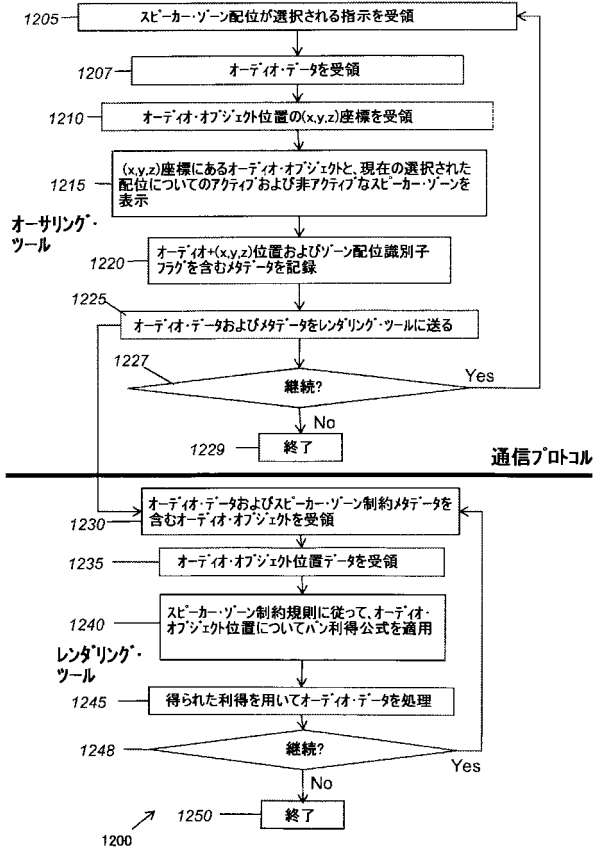 1205
スピーカー・ゾーン配位が選択される指示を受領
1207
オーディオ・データを受領
1210
オーディオ・オブジェクト位置の(x,y,z)座標を受領
1215
(x,y,z)座標にあるオーディオ・オブジェクトと、現在の選択された
配位についてのアクティブおよび非アクティブなスピーカー・ゾーンを
表示
オーサリング・
ツール
1220
オーディオ+(x,y,z)位置およびゾーン配位識別子
フラグを含むメタデータを記録
1225
オーディオ・データおよびメタデータをレンダリング・ツールに送る
1227
継続?
Yes
No
1229
終了
通信プロトコル
1230
オーディオ・データおよびスピーカー・ゾーン制約メタデータを
含むオーディオ・オブジェクトを受領
1235
オーディオ・オブジェクト位置データを受領
1240
スピーカー・ゾーン制約規則に従って、オーディオ・
オブジェクト位置についてパン利得公式を適用
レンダリング・
ツール
1245
得られた利得を用いてオーディオ・データを処理
1248
継続?
Yes
No
1250
終了
1200